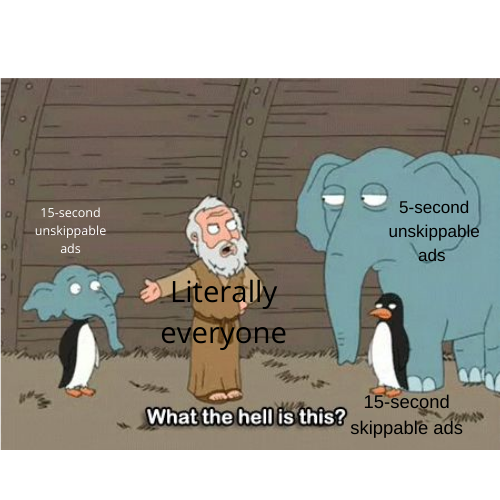 15-second
unskippable
ads
5-second
unskippable
ads
Literally
everyone
What the hell is this?
15-second
skippable ads